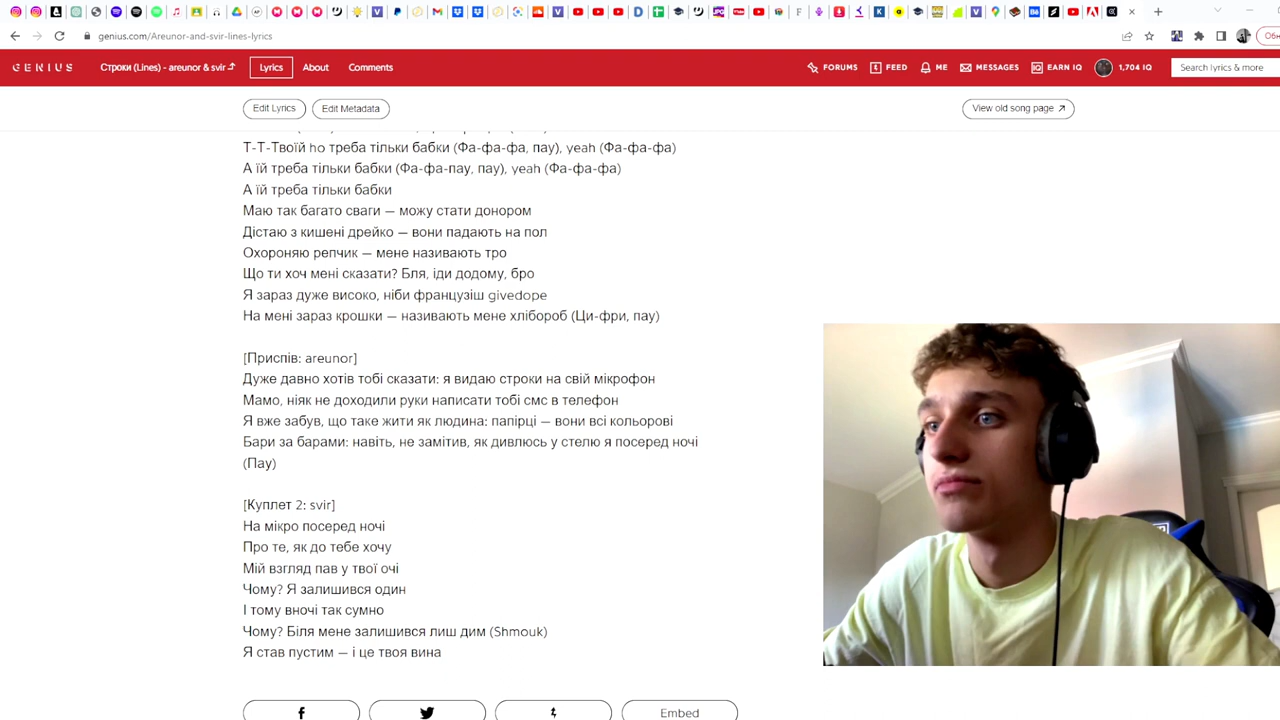 genius.com/Areunor-and-svir-lines-lyrics
GENIUS
Строки (Lines) - areunor & svir
Lyrics
About
Comments
FORUMS
FEED
ME
MESSAGES
EARN IQ
1,704 IQ
Search lyrics & more
Edit Lyrics
Edit Metadata
View old song page
Т-Т-Твоїй ho треба тільки бабки (Фа-фа-фа, пау), yeah (Фа-фа-фа)
А їй треба тільки бабки (Фа-фа-пау, пау), yeah (Фа-фа-фа)
А їй треба тільки бабки
Маю так багато сваги — можу стати донором
Дістаю з кишені дрейко — вони падають на пол
Охороняю репчик — мене називають тро
Що ти хоч мені сказати? Бля, іди додому, бро
Я зараз дуже високо, ніби французіш givedope
На мені зараз крошки — називають мене хлібороб (Ци-фри, пау)
[Приспів: areunor]
Дуже давно хотів тобі сказати: я видаю строки на свій мікрофон
Мамо, ніяк не доходили руки написати тобі смс в телефон
Я вже забув, що таке жити як людина: папірці — вони всі кольорові
Бари за барами: навіть, не замітив, як дивлюсь у стелю я посеред ночі
(Пау)
[Куплет 2: svir]
На мікро посеред ночі
Про те, як до тебе хочу
Мій взгляд пав у твої очі
Чому? Я залишився один
І тому вночі так сумно
Чому? Біля мене залишився лиш дим (Shmouk)
Я став пустим — і це твоя вина
Embed